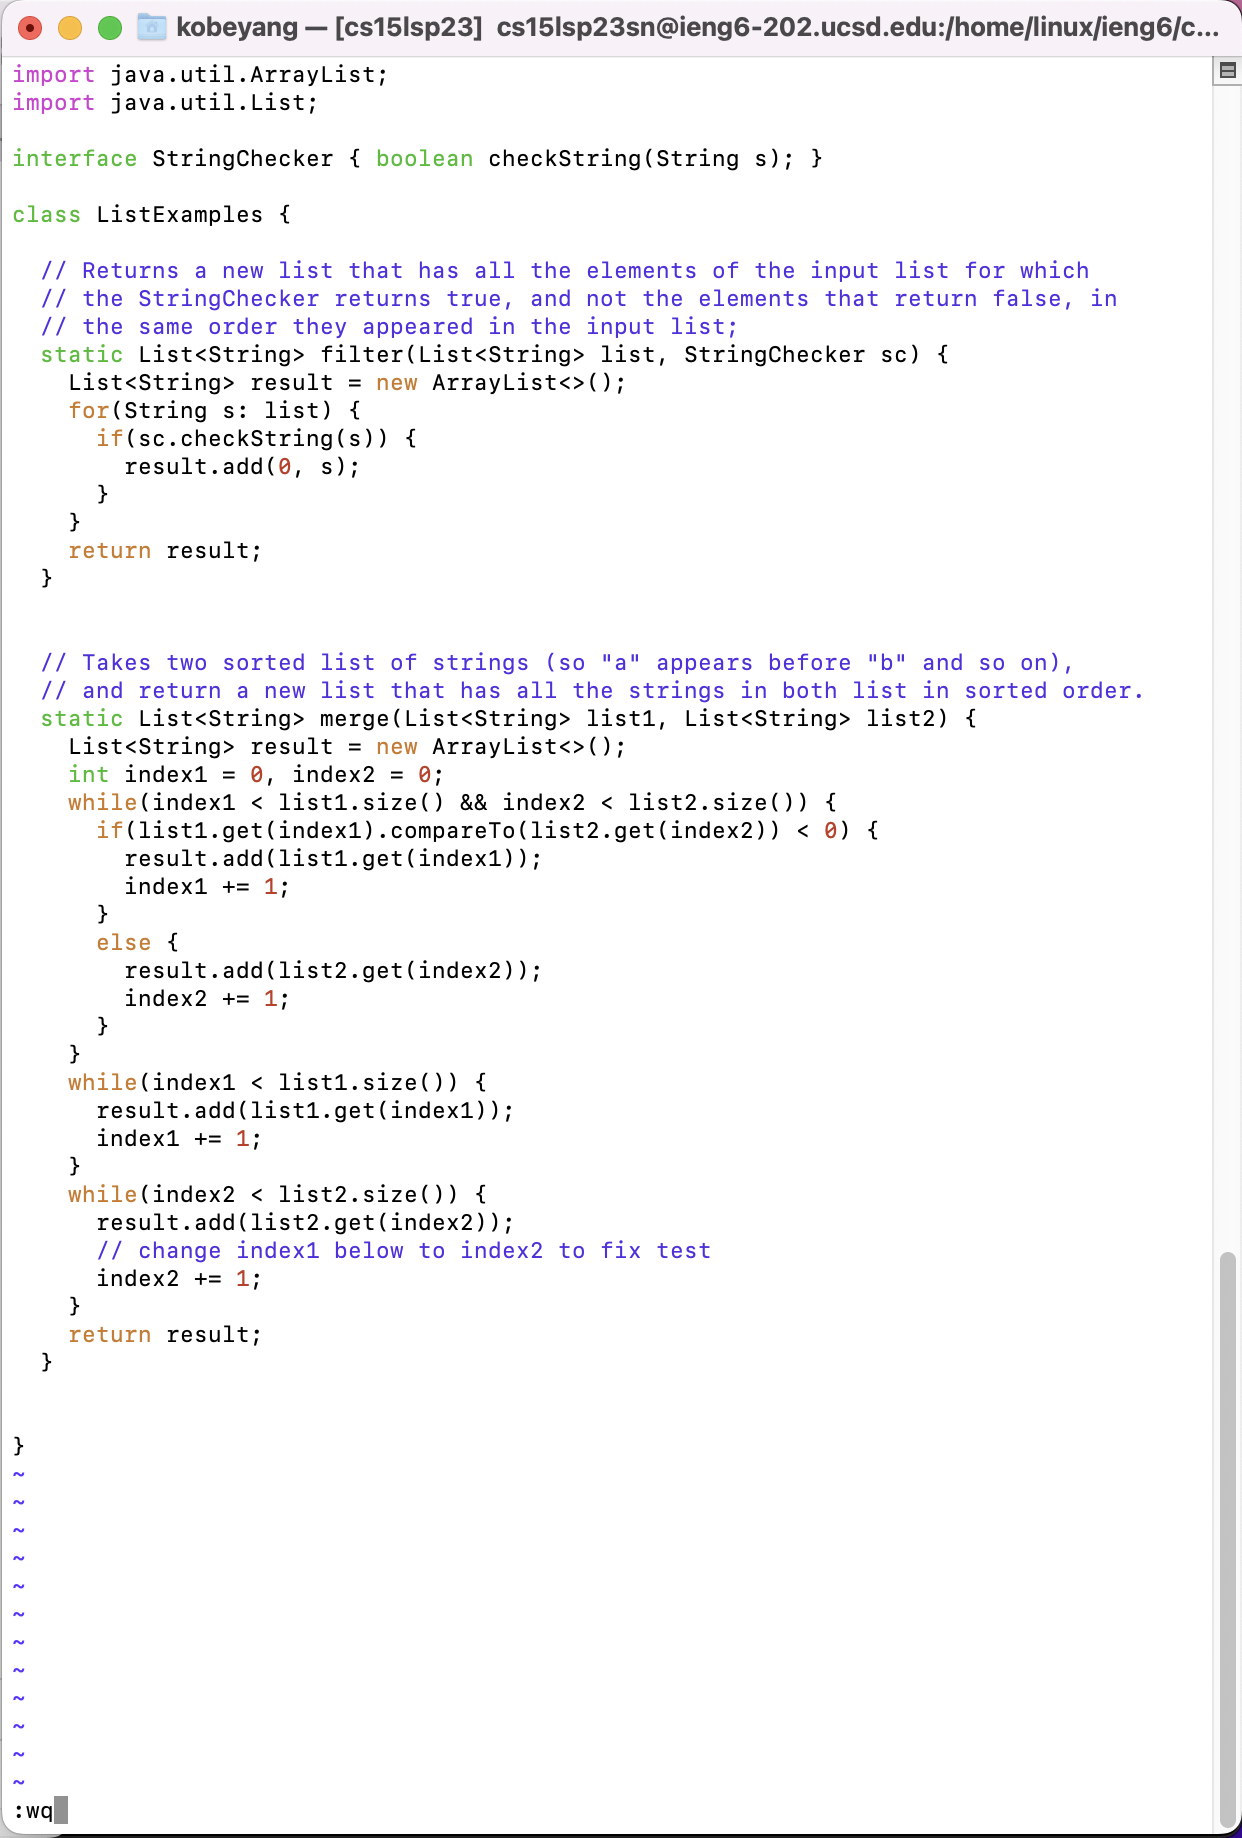 kobeyang — [cs15lsp23] cs15lsp23sn@ieng6-202.ucsd.edu:/home/linux/ieng6/c...
import java.util.ArrayList;
import java.util.List;

interface StringChecker { boolean checkString(String s); }

class ListExamples {

  // Returns a new list that has all the elements of the input list for which
  // the StringChecker returns true, and not the elements that return false, in
  // the same order they appeared in the input list;
  static List<String> filter(List<String> list, StringChecker sc) {
    List<String> result = new ArrayList<>();
    for(String s: list) {
      if(sc.checkString(s)) {
        result.add(0, s);
      }
    }
    return result;
  }


  // Takes two sorted list of strings (so "a" appears before "b" and so on),
  // and return a new list that has all the strings in both list in sorted order.
  static List<String> merge(List<String> list1, List<String> list2) {
    List<String> result = new ArrayList<>();
    int index1 = 0, index2 = 0;
    while(index1 < list1.size() && index2 < list2.size()) {
      if(list1.get(index1).compareTo(list2.get(index2)) < 0) {
        result.add(list1.get(index1));
        index1 += 1;
      }
      else {
        result.add(list2.get(index2));
        index2 += 1;
      }
    }
    while(index1 < list1.size()) {
      result.add(list1.get(index1));
      index1 += 1;
    }
    while(index2 < list2.size()) {
      result.add(list2.get(index2));
      // change index1 below to index2 to fix test
      index2 += 1;
    }
    return result;
  }


}
~
~
~
~
~
~
~
~
~
~
~
~
:wq